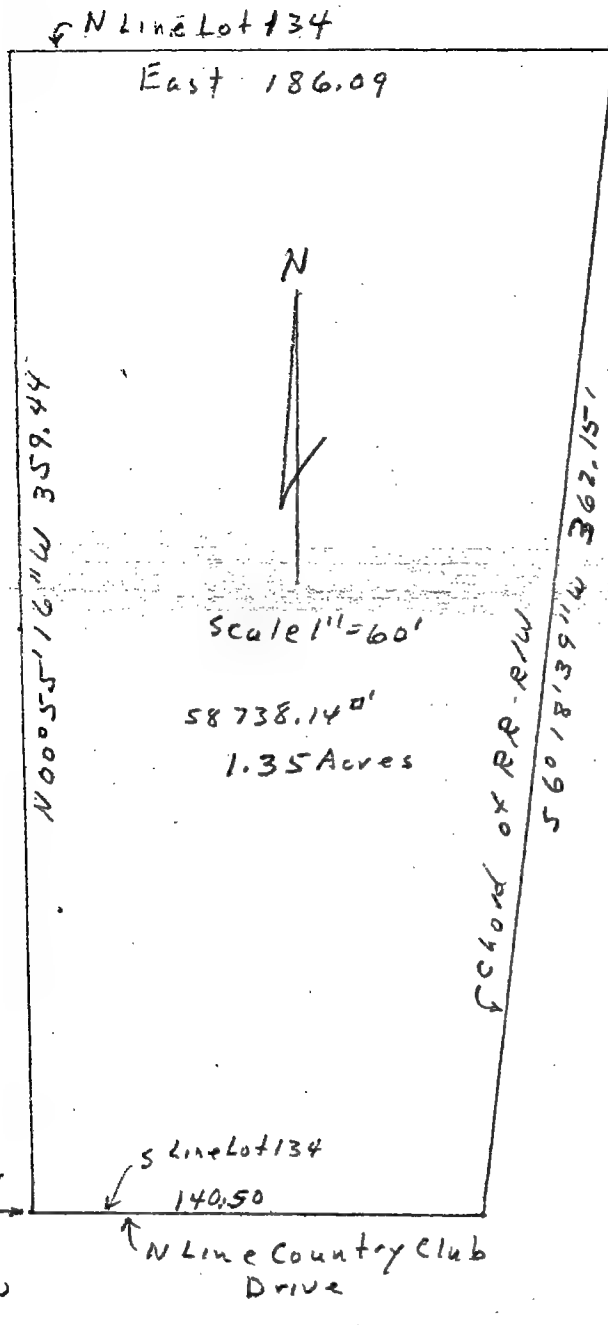 N Line Lot 134
East 186.09
N
N 00°55'16"W 359.44
Scale 1"=60'
58738.14□'
1.35 Acres
Chord of RR-R/W
S6°18'39"W 362.15'
S Line Lot 134
140.50
N Line Country Club
Drive